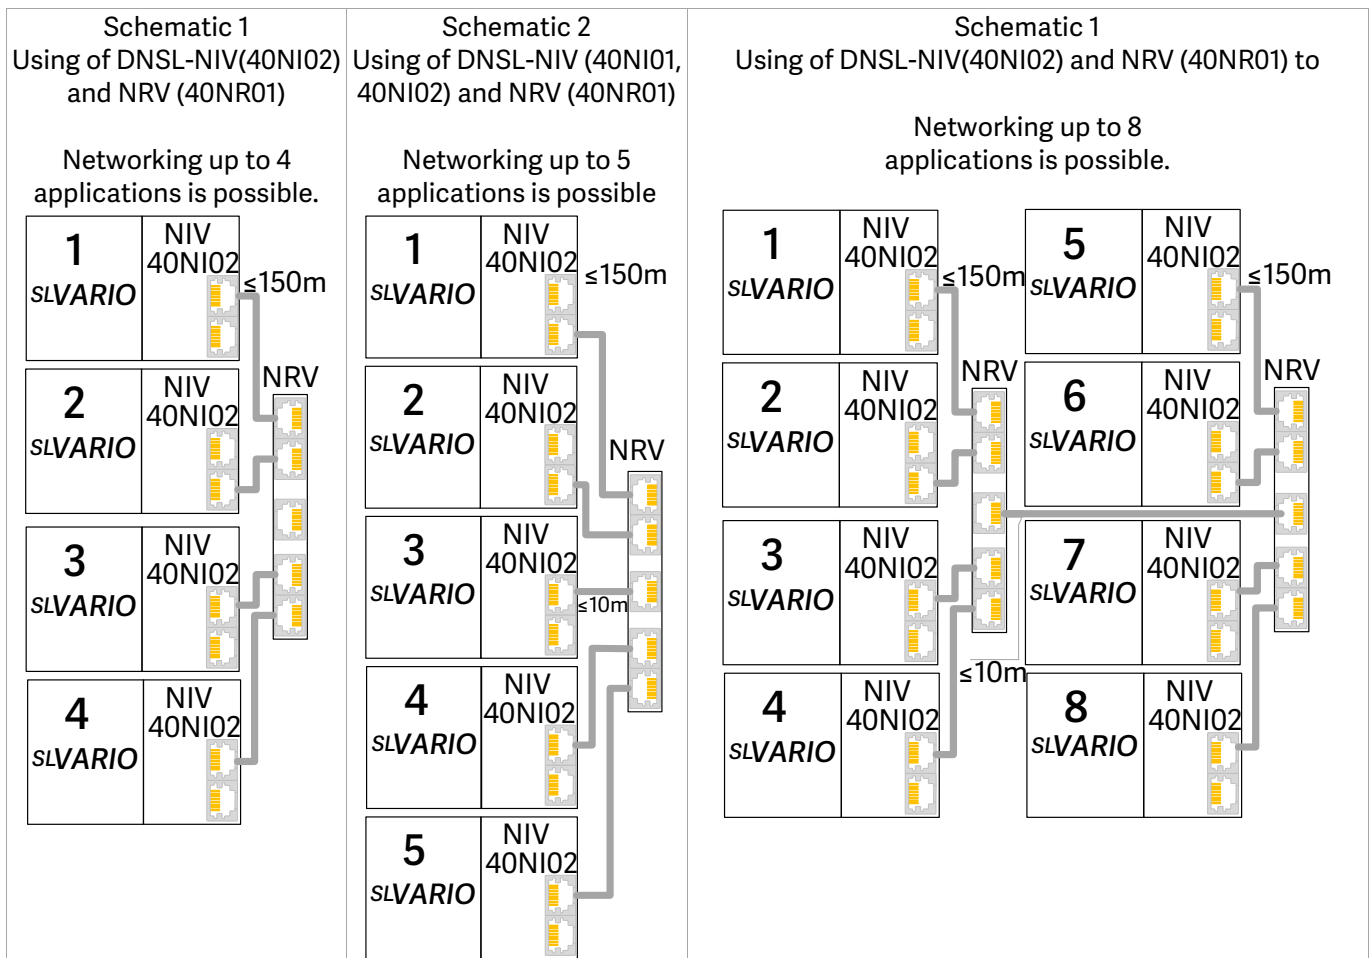 Schematic 1
Using of DNSL-NIV(40NI02)
and NRV (40NR01)
Networking up to 4
applications is possible.
1
SLVARIO
NIV
40NI02
≤150m
2
SLVARIO
NIV
40NI02
NRV
3
SLVARIO
NIV
40NI02
4
SLVARIO
NIV
40NI02
Schematic 2
Using of DNSL-NIV (40NI01,
40NI02) and NRV (40NR01)
Networking up to 5
applications is possible
1
SLVARIO
NIV
40NI02
≤150m
2
SLVARIO
NIV
40NI02
NRV
3
SLVARIO
NIV
40NI02
≤10m
4
SLVARIO
NIV
40NI02
5
SLVARIO
NIV
40NI02
Schematic 1
Using of DNSL-NIV(40NI02) and NRV (40NR01) to
Networking up to 8
applications is possible.
1
SLVARIO
NIV
40NI02
≤150m
2
SLVARIO
NIV
40NI02
NRV
3
SLVARIO
NIV
40NI02
≤10m
4
SLVARIO
NIV
40NI02
5
SLVARIO
NIV
40NI02
≤150m
6
SLVARIO
NIV
40NI02
NRV
7
SLVARIO
NIV
40NI02
8
SLVARIO
NIV
40NI02